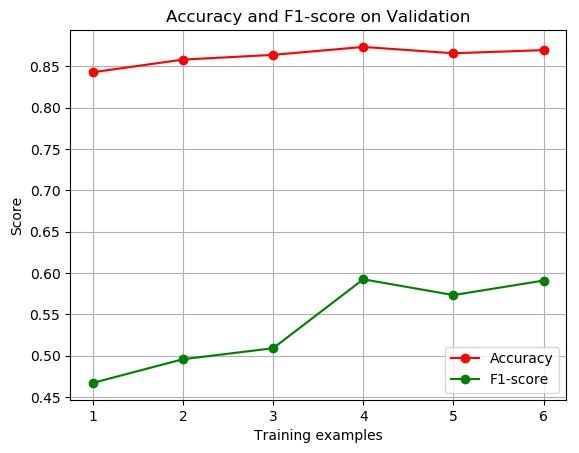 Accuracy and F1-score on Validation
Score
0.85
0.80
0.75
0.70
0.65
0.60
0.55
0.50
0.45
Accuracy
F1-score
1 2 3 4 5 6
Training examples